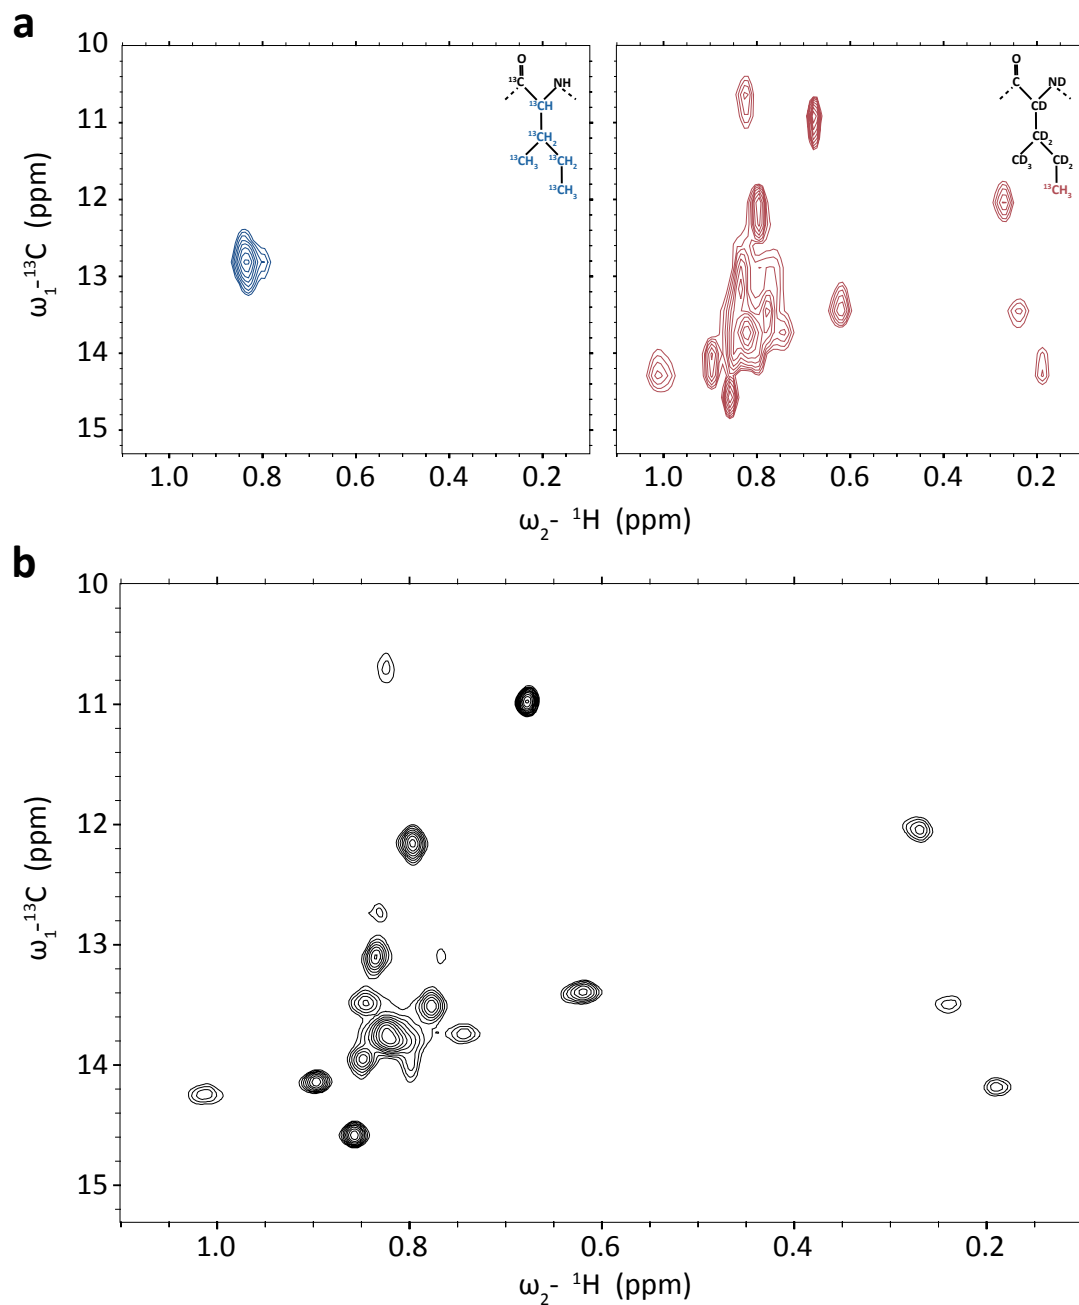 a
10
11
12
13
14
15
ω₁-¹³C (ppm)
1.0 0.8 0.6 0.4 0.2
O
¹³C NH
¹³CH
¹³CH₂
¹³CH₃ ¹³CH₂
¹³CH₃
1.0 0.8 0.6 0.4 0.2
O
C ND
CD
CD₂
CD₃ CD₂
¹³CH₃
ω₂- ¹H (ppm)
b
10
11
12
13
14
15
ω₁-¹³C (ppm)
1.0 0.8 0.6 0.4 0.2
ω₂- ¹H (ppm)